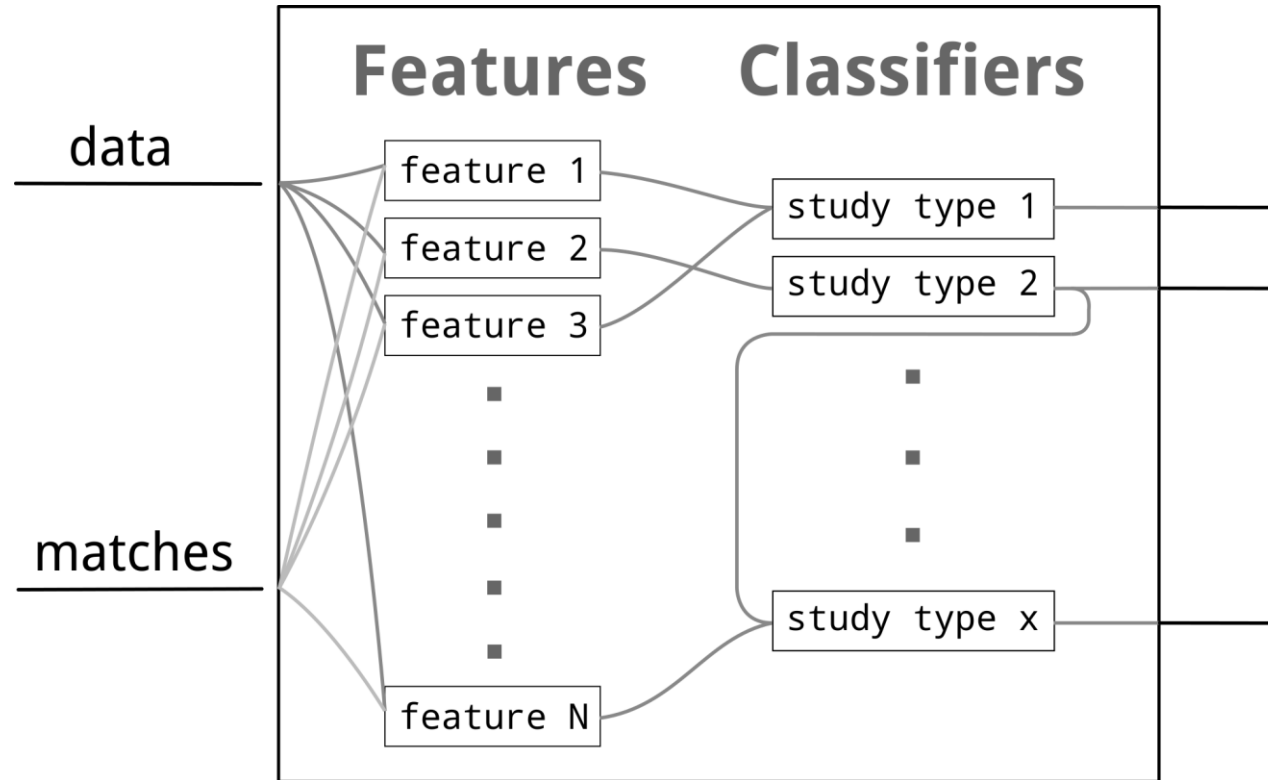 Features
Classifiers
data
matches
feature 1
feature 2
feature 3
feature N
study type 1
study type 2
study type x